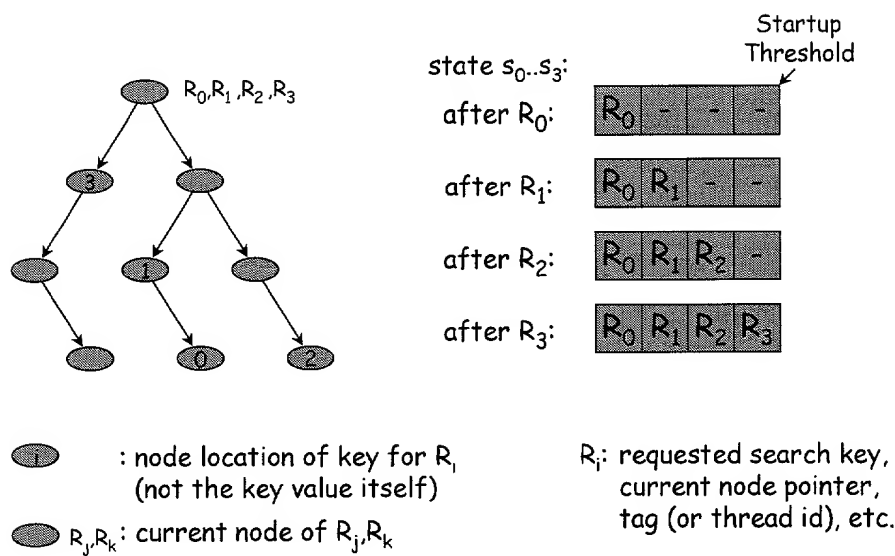 Startup
Threshold
R₀,R₁,R₂,R₃
state s₀..s₃:
after R₀:
R₀ - - -
3
after R₁:
R₀ R₁ - -
1
after R₂:
R₀ R₁ R₂ -
0
2
after R₃:
R₀ R₁ R₂ R₃
i : node location of key for Rᵢ
(not the key value itself)
Rⱼ,Rₖ: current node of Rⱼ,Rₖ
Rᵢ: requested search key,
current node pointer,
tag (or thread id), etc.